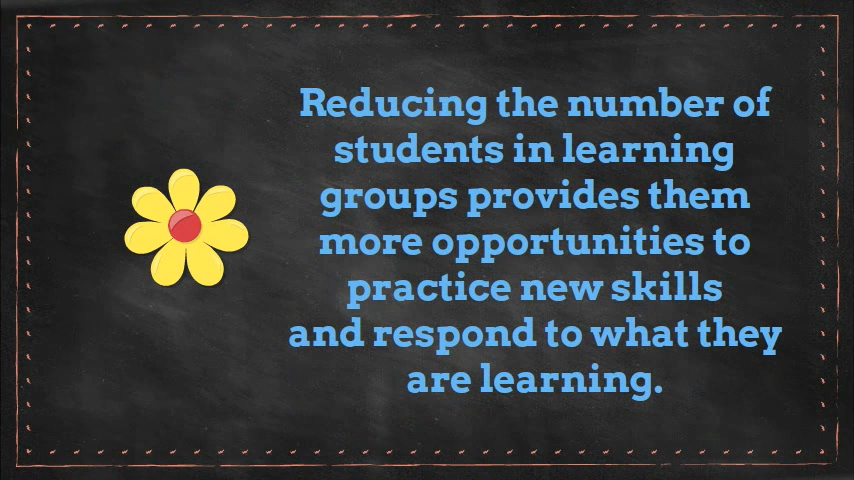 Reducing the number of
students in learning
groups provides them
more opportunities to
practice new skills
and respond to what they
are learning.